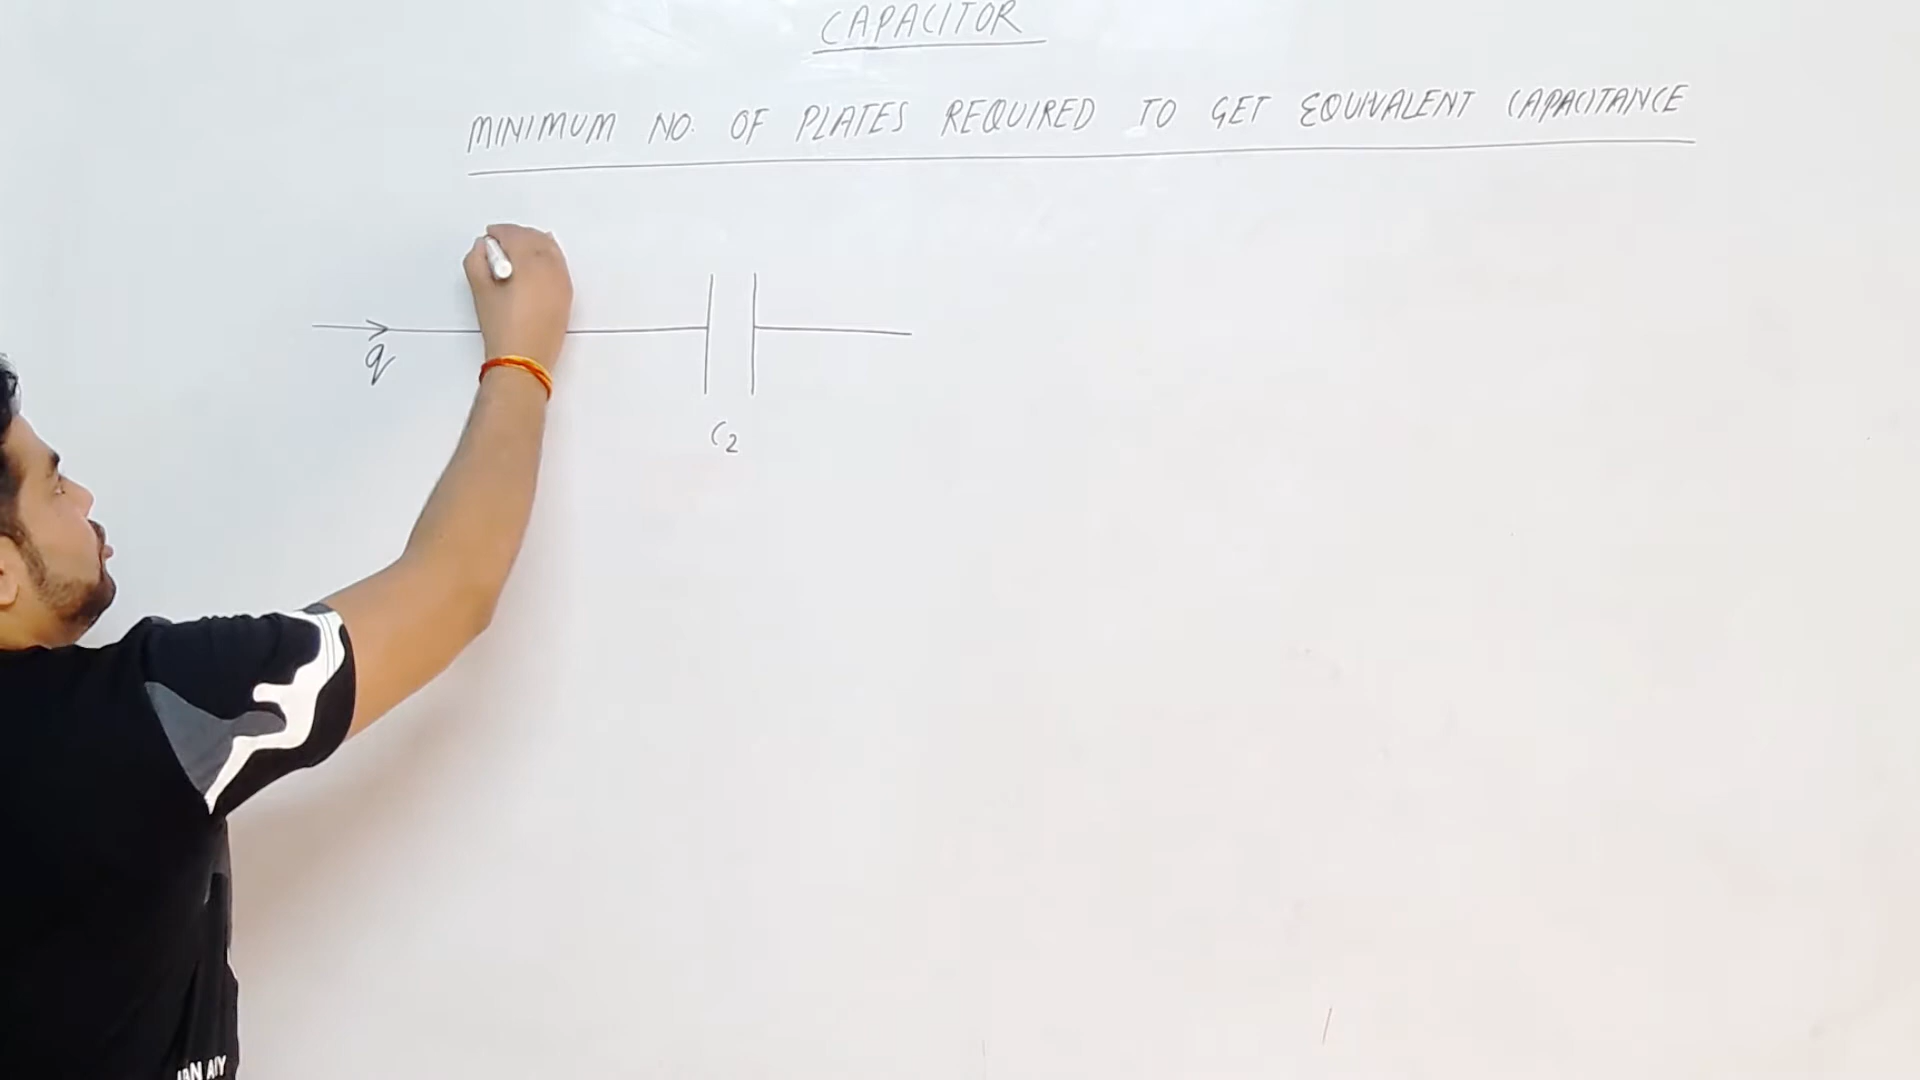 CAPACITOR
MINIMUM NO. OF PLATES REQUIRED TO GET EQUIVALENT CAPACITANCE
q
C2